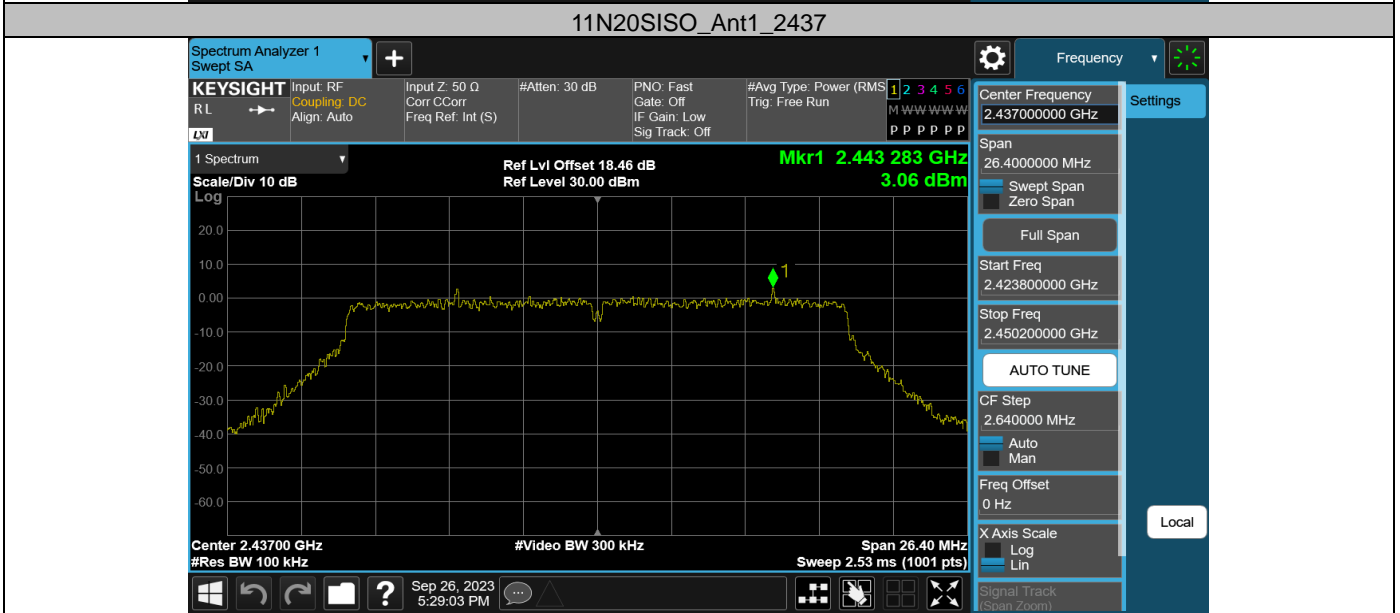 11N20SISO_Ant1_2437
Spectrum Analyzer 1
Swept SA
+
Frequency
KEYSIGHT
R L
LXI
Input: RF
Coupling: DC
Align: Auto
Input Z: 50 Ω
Corr CCorr
Freq Ref: Int (S)
#Atten: 30 dB
PNO: Fast
Gate: Off
IF Gain: Low
Sig Track: Off
#Avg Type: Power (RMS
Trig: Free Run
1 2 3 4 5 6
M W W W W W
P P P P P P
1 Spectrum
Scale/Div 10 dB
Log
Ref Lvl Offset 18.46 dB
Ref Level 30.00 dBm
Mkr1 2.443 283 GHz
3.06 dBm
20.0
10.0
0.00
-10.0
-20.0
-30.0
-40.0
-50.0
-60.0
1
Center 2.43700 GHz
#Res BW 100 kHz
#Video BW 300 kHz
Span 26.40 MHz
Sweep 2.53 ms (1001 pts)
Center Frequency
2.437000000 GHz
Span
26.4000000 MHz
Swept Span
Zero Span
Full Span
Start Freq
2.423800000 GHz
Stop Freq
2.450200000 GHz
AUTO TUNE
CF Step
2.640000 MHz
Auto
Man
Freq Offset
0 Hz
X Axis Scale
Log
Lin
Signal Track
(Span Zoom)
Settings
Local
?
Sep 26, 2023
5:29:03 PM